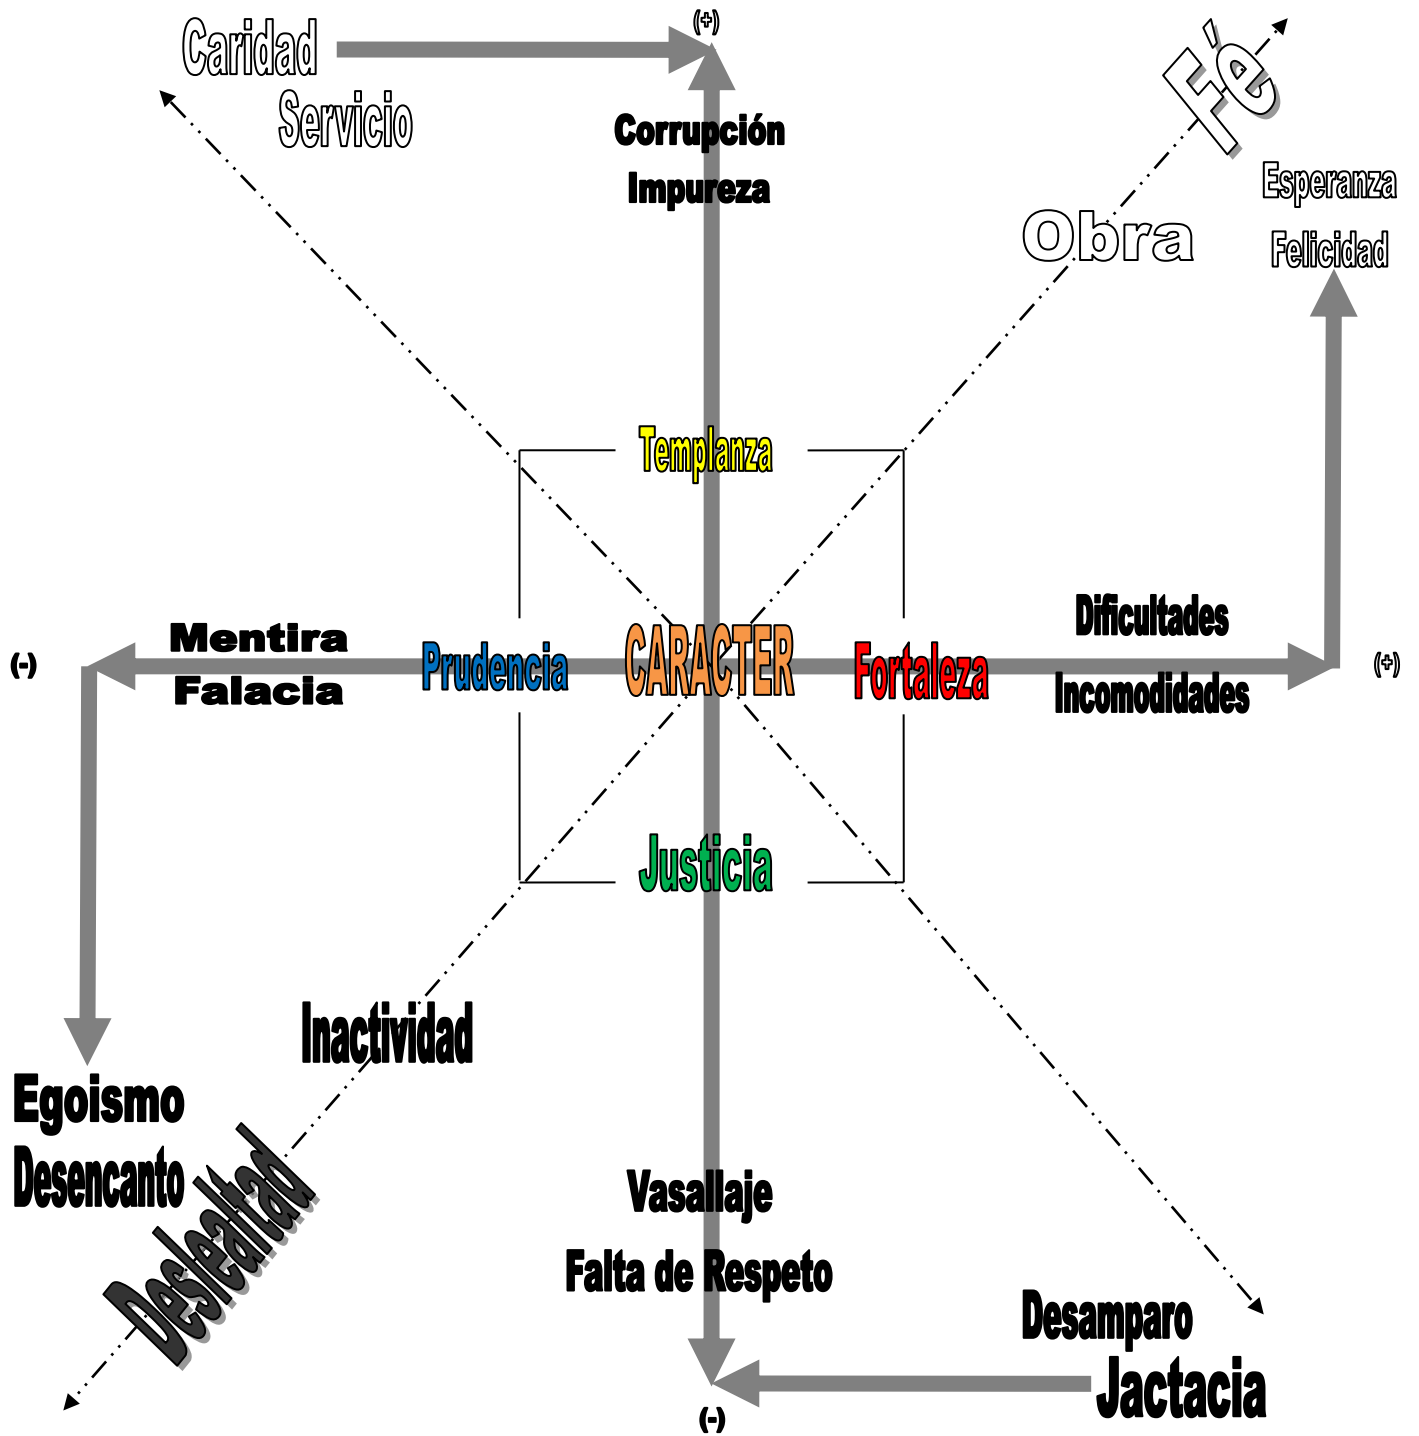 (+)
Caridad
Servicio
Fé
Corrupción
Impureza
Esperanza
Obra
Felicidad
Templanza
Dificultades
Mentira
(-)
Prudencia
CARACTER
Fortaleza
(+)
Falacia
Incomodidades
Justicia
Inactividad
Egoismo
Desencanto
Deslealtad
Vasallaje
Falta de Respeto
Desamparo
Jactacia
(-)